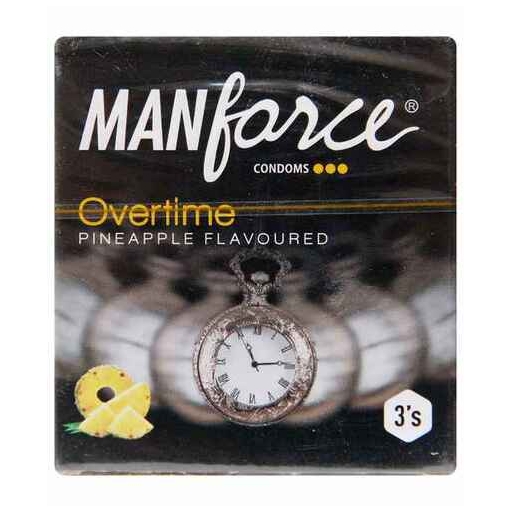 MANforce®
CONDOMS
Overtime
PINEAPPLE FLAVOURED
3's